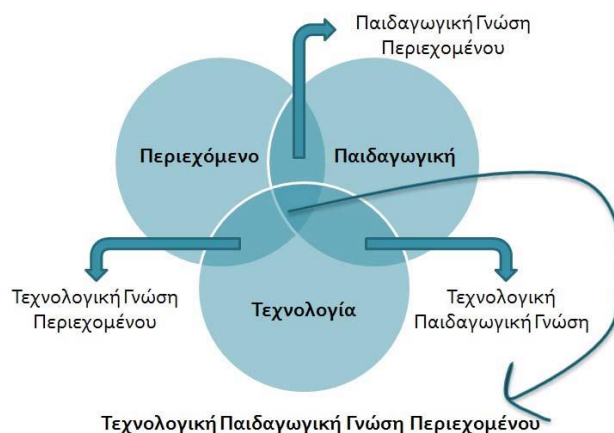 Παιδαγωγική Γνώση
Περιεχομένου
Περιεχόμενο
Παιδαγωγική
Τεχνολογική Γνώση
Περιεχομένου
Τεχνολογία
Τεχνολογική
Παιδαγωγική Γνώση
Τεχνολογική Παιδαγωγική Γνώση Περιεχομένου